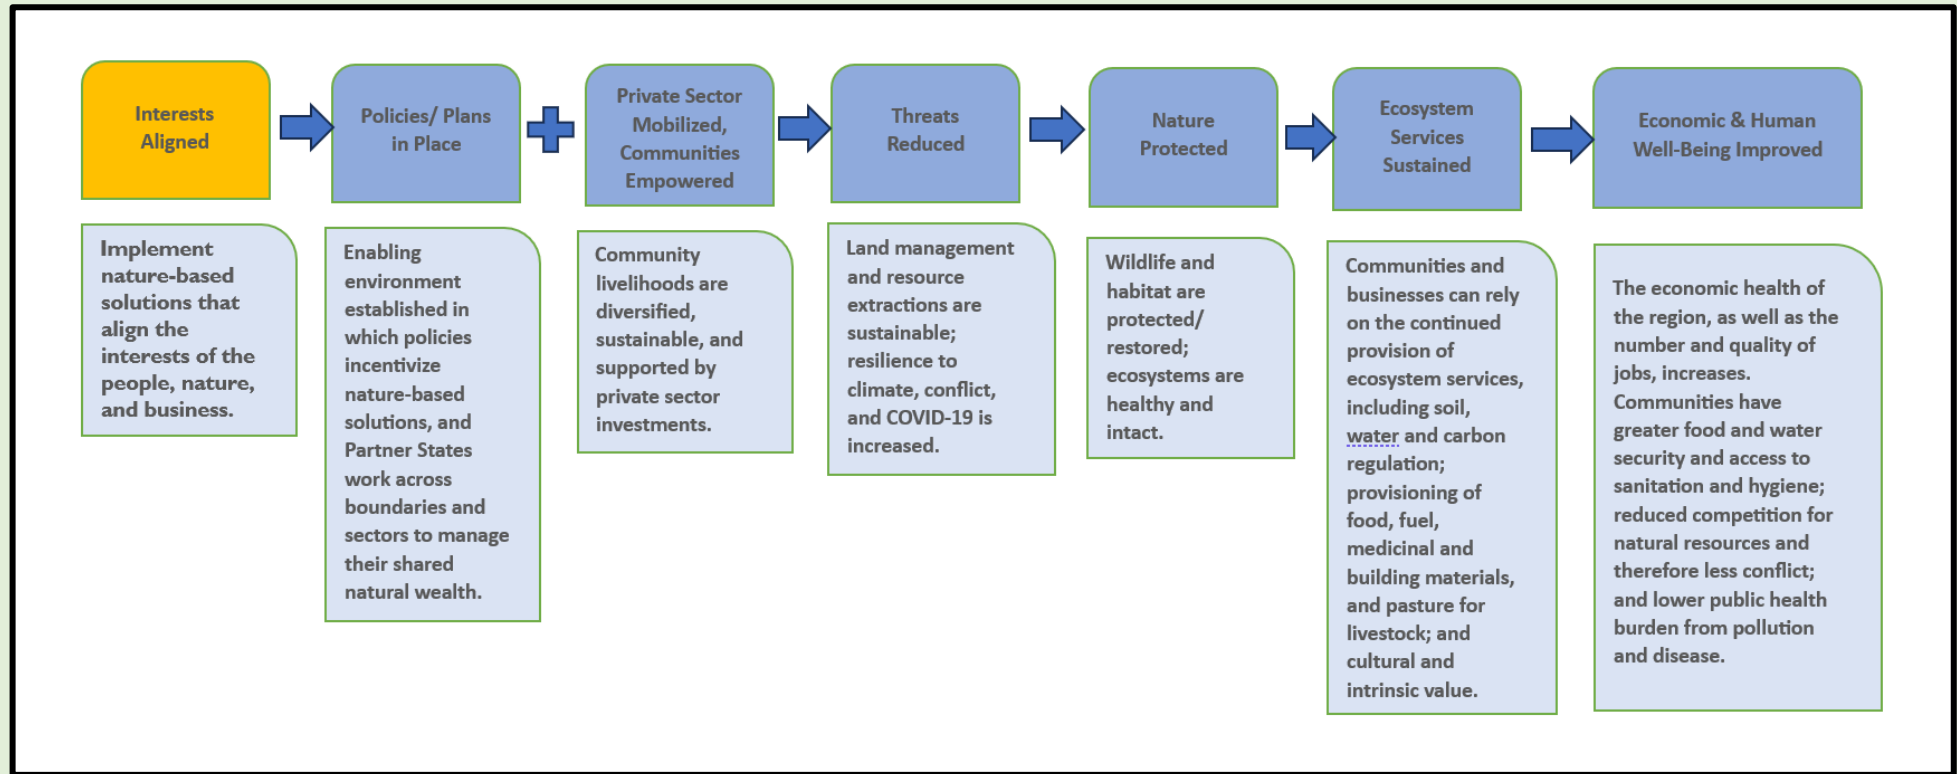 Interests
Aligned
Policies/ Plans
in Place
Private Sector
Mobilized,
Communities
Empowered
Threats
Reduced
Nature
Protected
Ecosystem
Services
Sustained
Economic & Human
Well-Being Improved
Implement
nature-based
solutions that
align the
interests of the
people, nature,
and business.
Enabling
environment
established in
which policies
incentivize
nature-based
solutions, and
Partner States
work across
boundaries and
sectors to manage
their shared
natural wealth.
Community
livelihoods are
diversified,
sustainable, and
supported by
private sector
investments.
Land management
and resource
extractions are
sustainable;
resilience to
climate, conflict,
and COVID-19 is
increased.
Wildlife and
habitat are
protected/
restored;
ecosystems are
healthy and
intact.
Communities and
businesses can rely
on the continued
provision of
ecosystem services,
including soil,
water and carbon
regulation;
provisioning of
food, fuel,
medicinal and
building materials,
and pasture for
livestock; and
cultural and
intrinsic value.
The economic health of
the region, as well as the
number and quality of
jobs, increases.
Communities have
greater food and water
security and access to
sanitation and hygiene;
reduced competition for
natural resources and
therefore less conflict;
and lower public health
burden from pollution
and disease.